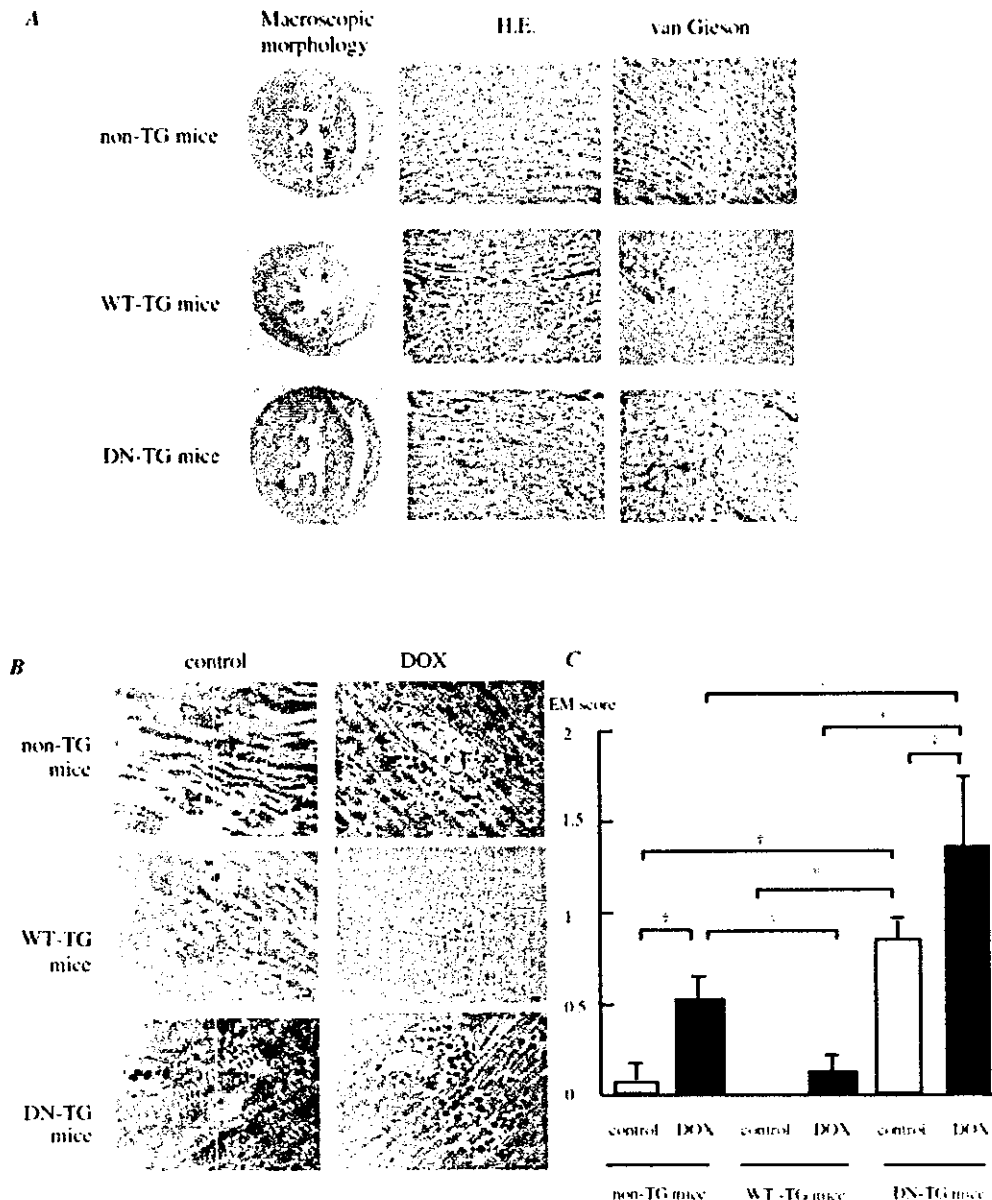 A
Macroscopic
morphology
H.E.
van Gieson
non-TG mice
WT-TG mice
DN-TG mice
B
control
DOX
non-TG
mice
WT-TG
mice
DN-TG
mice
C
EM score
2
1.5
1
0.5
0
control DOX control DOX control DOX
non-TG mice WT-TG mice DN-TG mice